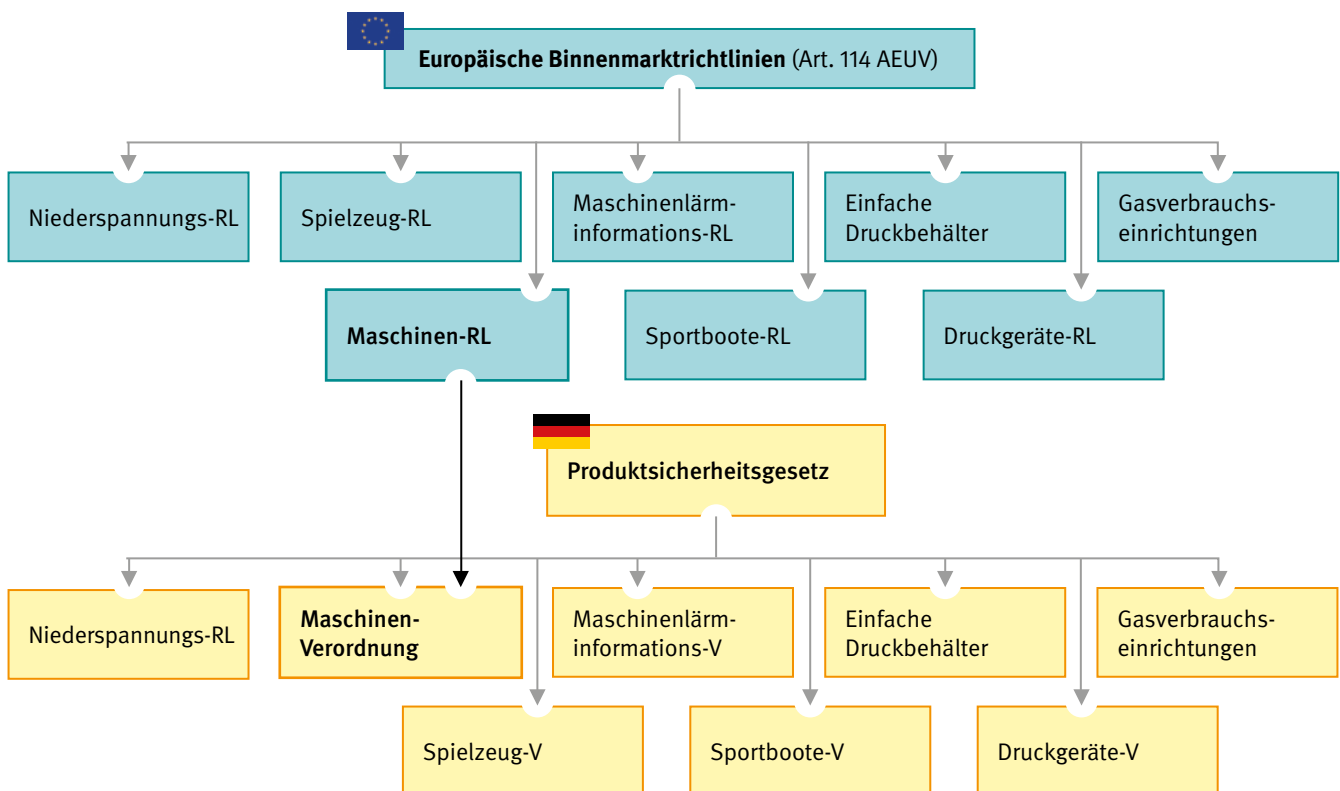 Europäische Binnenmarktrichtlinien (Art. 114 AEUV)
Niederspannungs-RL
Spielzeug-RL
Maschinenlärm-
informations-RL
Einfache
Druckbehälter
Gasverbrauchs-
einrichtungen
Maschinen-RL
Sportboote-RL
Druckgeräte-RL
Produktsicherheitsgesetz
Niederspannungs-RL
Maschinen-
Verordnung
Maschinenlärm-
informations-V
Einfache
Druckbehälter
Gasverbrauchs-
einrichtungen
Spielzeug-V
Sportboote-V
Druckgeräte-V